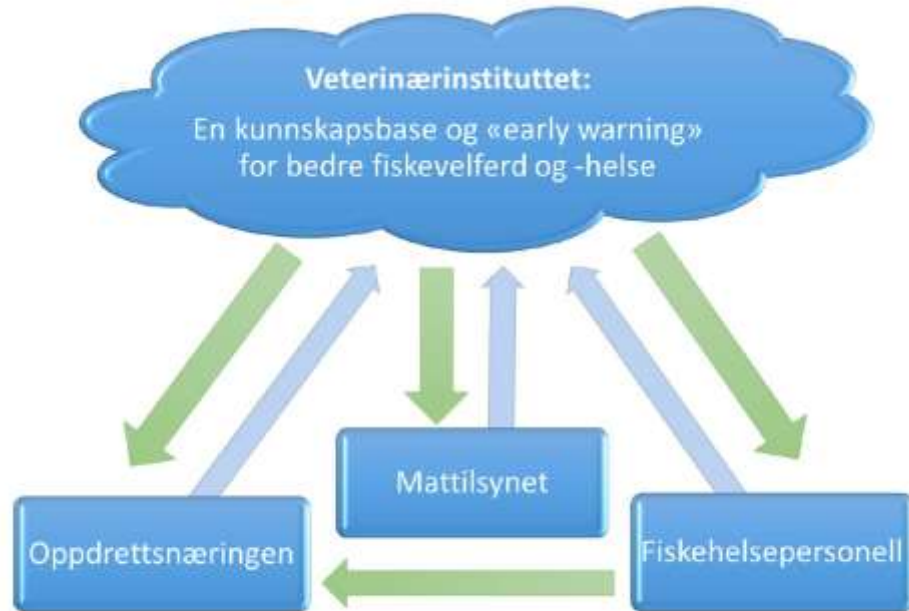 Veterinærinstituttet:
En kunnskapsbase og «early warning»
for bedre fiskevelferd og -helse
Mattilsynet
Oppdrettsnæringen
Fiskehelsepersonell